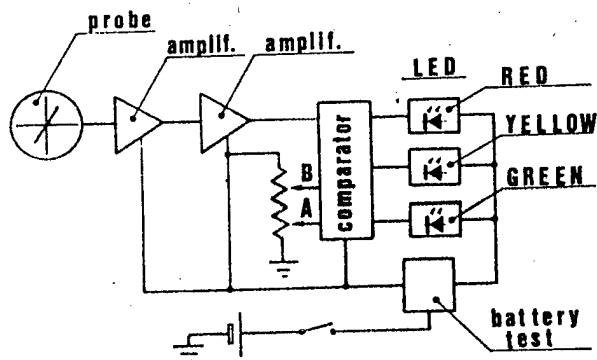 probe
amplif.
amplif.
LED
RED
YELLOW
GREEN
B
A
comparator
battery
test